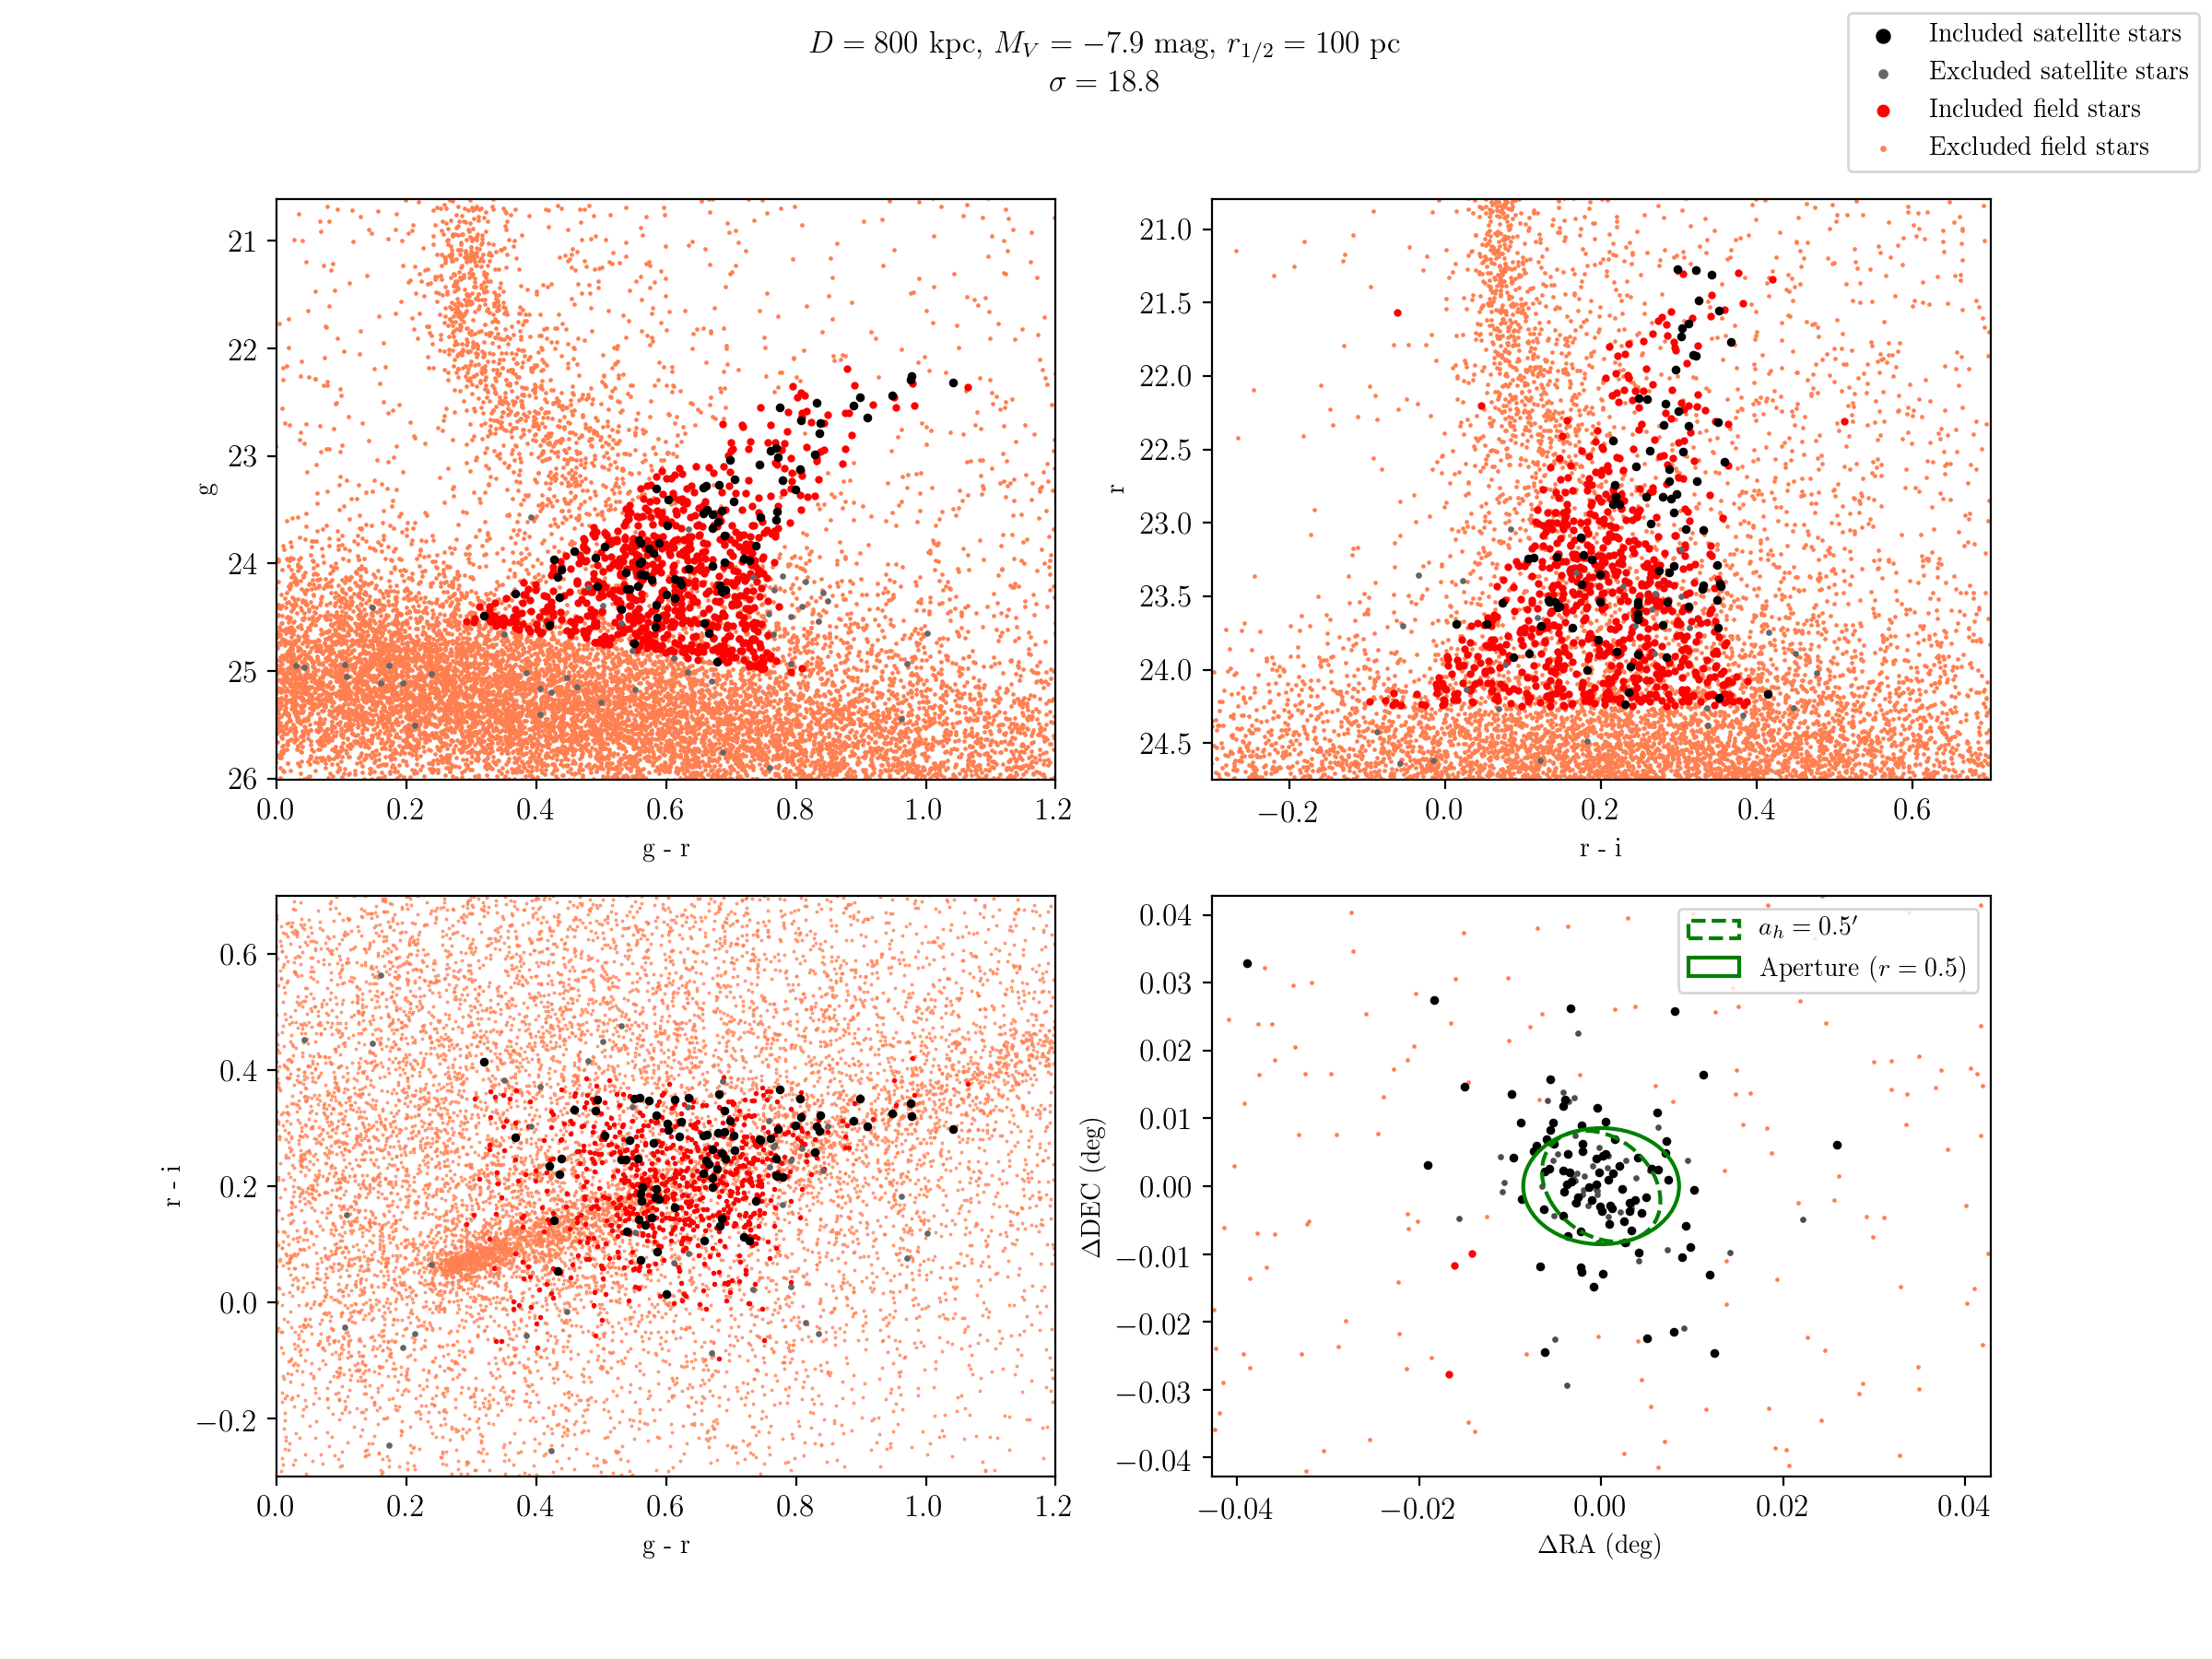 D = 800 kpc, M_V = −7.9 mag, r_{1/2} = 100 pc
σ = 18.8
Included satellite stars
Excluded satellite stars
Included field stars
Excluded field stars
21
22
23
24
25
26
g
0.0 0.2 0.4 0.6 0.8 1.0 1.2
g - r
21.0
21.5
22.0
22.5
23.0
23.5
24.0
24.5
r
−0.2 0.0 0.2 0.4 0.6
r - i
0.6
0.4
0.2
0.0
−0.2
r - i
0.0 0.2 0.4 0.6 0.8 1.0 1.2
g - r
a_h = 0.5′
Aperture (r = 0.5)
0.04
0.03
0.02
0.01
0.00
−0.01
−0.02
−0.03
−0.04
ΔDEC (deg)
−0.04 −0.02 0.00 0.02 0.04
ΔRA (deg)